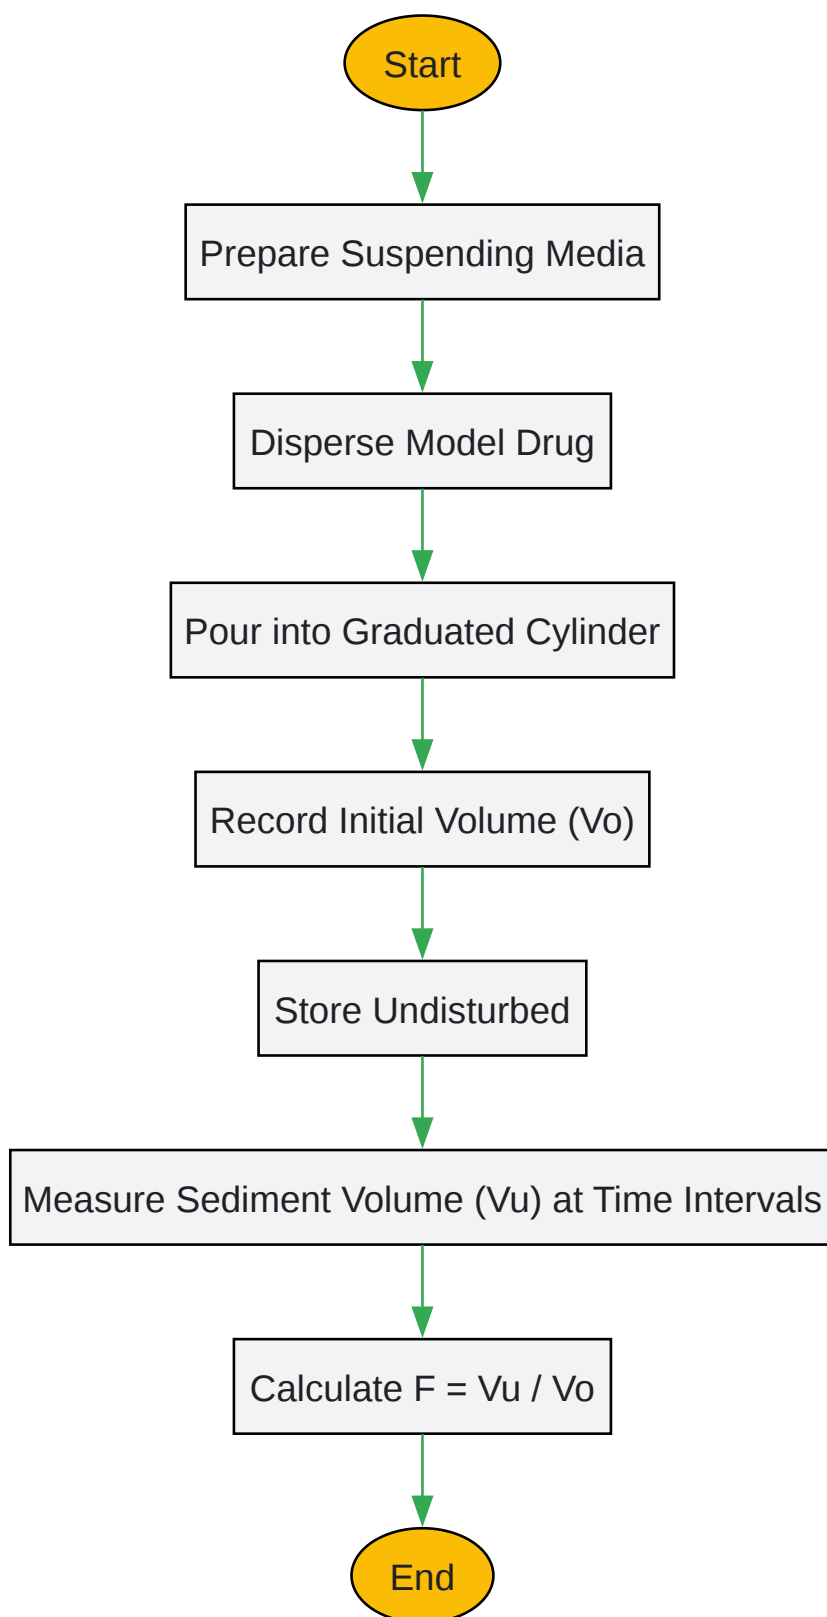 Start
Prepare Suspending Media
Disperse Model Drug
Pour into Graduated Cylinder
Record Initial Volume (Vo)
Store Undisturbed
Measure Sediment Volume (Vu) at Time Intervals
Calculate F = Vu / Vo
End